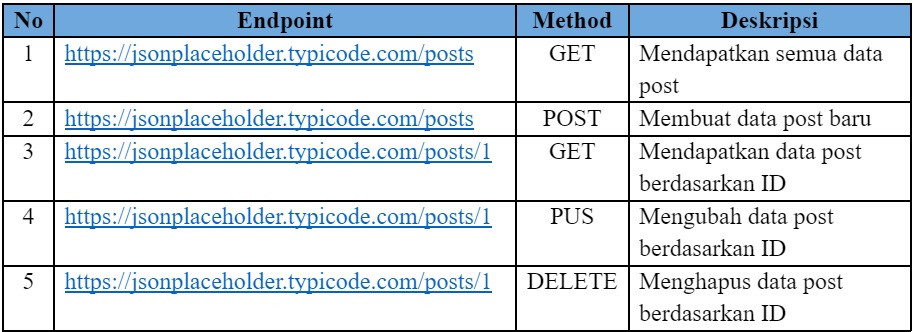 No Endpoint Method Deskripsi
1 https://jsonplaceholder.typicode.com/posts GET Mendapatkan semua data
post
2 https://jsonplaceholder.typicode.com/posts POST Membuat data post baru
3 https://jsonplaceholder.typicode.com/posts/1 GET Mendapatkan data post
berdasarkan ID
4 https://jsonplaceholder.typicode.com/posts/1 PUS Mengubah data post
berdasarkan ID
5 https://jsonplaceholder.typicode.com/posts/1 DELETE Menghapus data post
berdasarkan ID